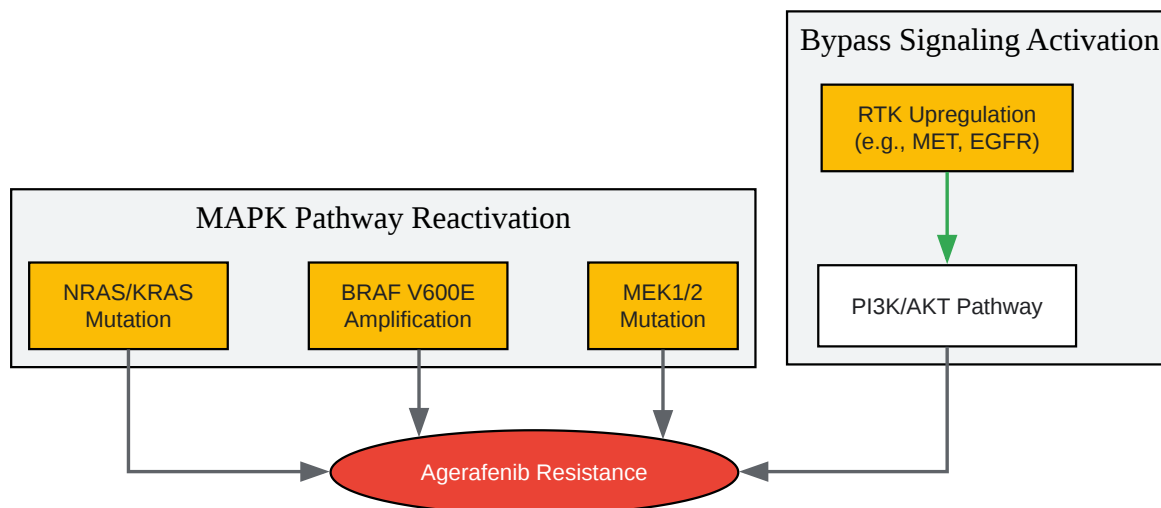 Bypass Signaling Activation
RTK Upregulation
(e.g., MET, EGFR)
MAPK Pathway Reactivation
NRAS/KRAS
Mutation
BRAF V600E
Amplification
MEK1/2
Mutation
PI3K/AKT Pathway
Agerafenib Resistance